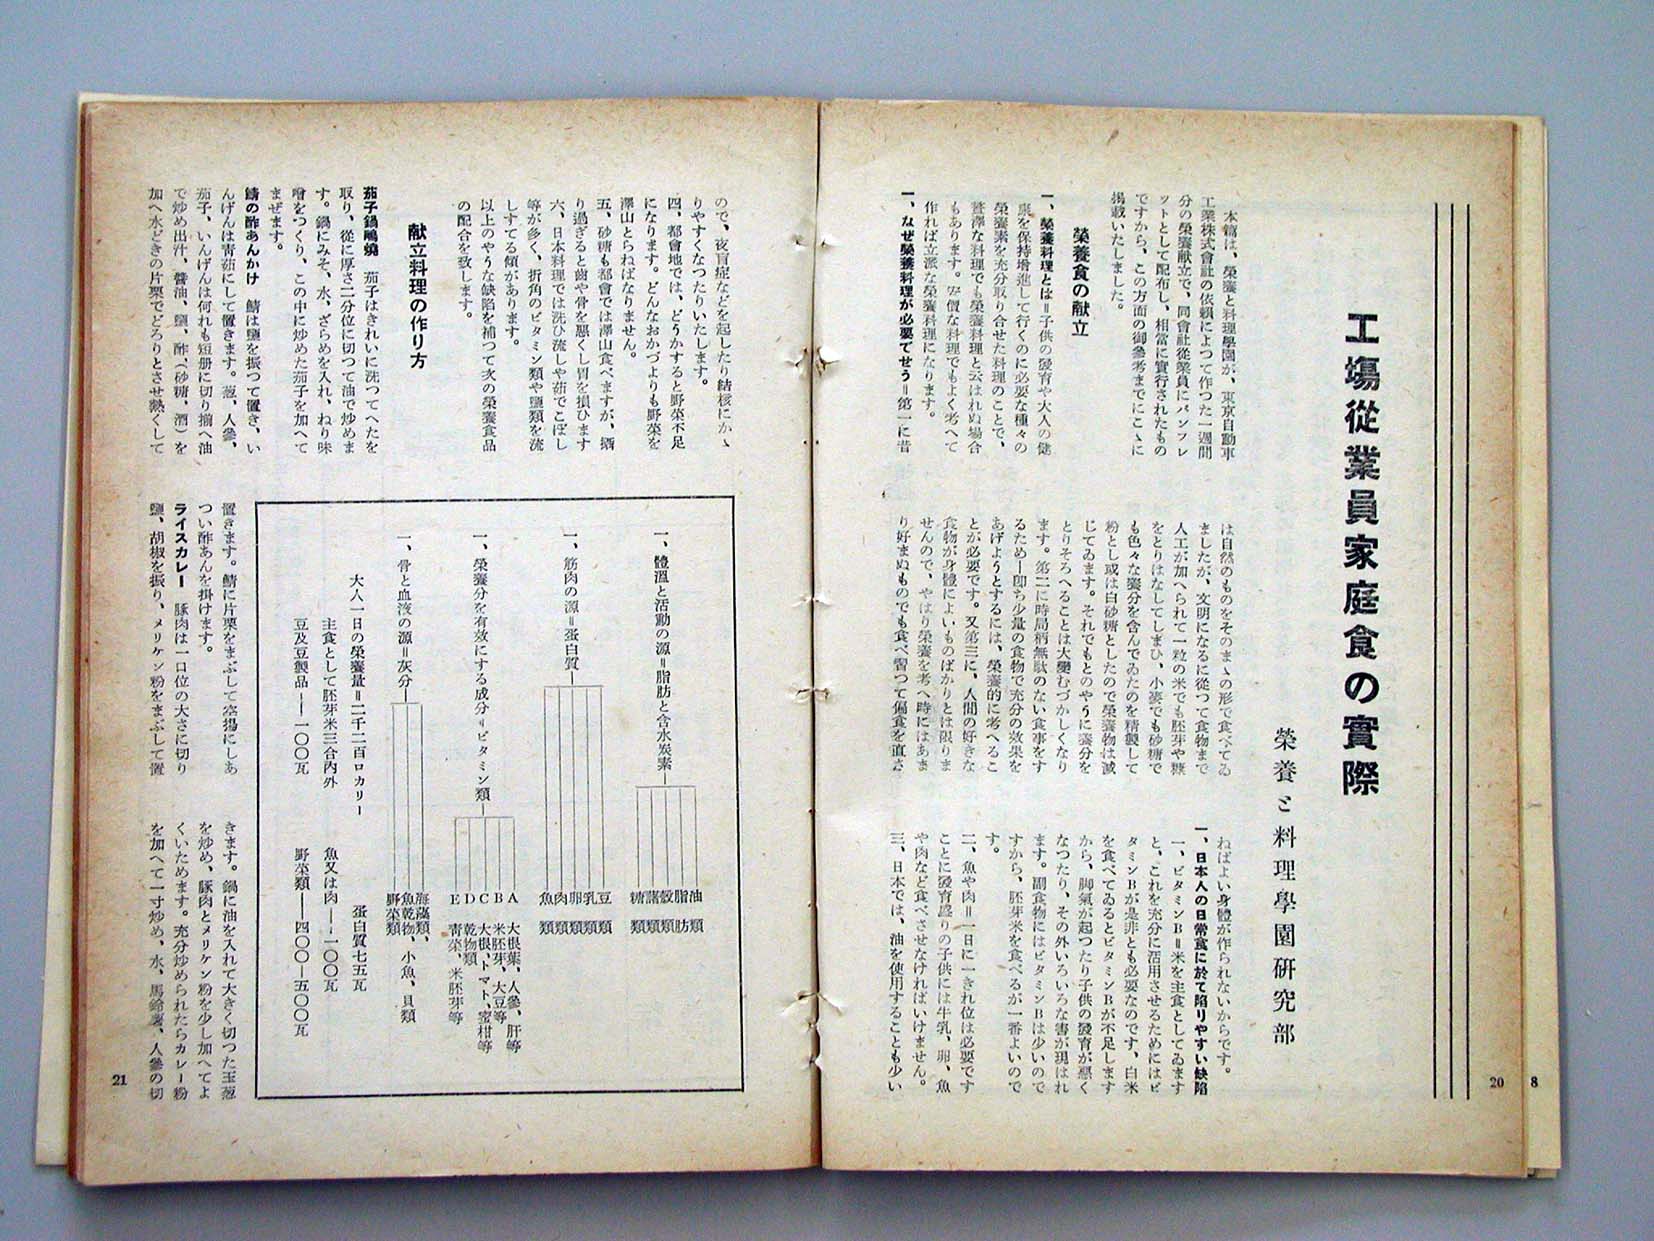 工場從業員家庭食の實際
榮養と料理學園研究部
本篇は、榮養と料理學園が、東京自動車
工業株式會社の依賴によつて作つた一週間
分の榮養献立で、同會社從業員にパンフレ
ットとして配布し、相當に實行されたもの
ですから、この方面の御參考までにこゝに
揭載いたしました。
榮養食の献立
一、榮養料理とは＝子供の發育や大人の健
康を保持增進して行くのに必要な種々の
榮養素を充分取り合せた料理のことで、
贅澤な料理でも榮養料理と云はれぬ場合
もあります。安價な料理でもよく考へて
作れば立派な榮養料理になります。
一、なぜ榮養料理が必要でせう＝第一に昔
は自然のものをそのまゝの形で食べてゐ
ましたが、文明になるに從つて食物まで
人工が加へられて一粒の米でも胚芽や糠
をとりはなしてしまひ、小麥でも砂糖で
も色々な養分を含んでゐたのを精製して
粉とし或は白砂糖としたので榮養物は減
じてゐます。それでもとのやうに養分を
とりそろへることは大變むづかしくなり
ます。第二に時局柄無駄のない食事をす
るため―卽ち少量の食物で充分の效果を
あげようとするには、榮養的に考へるこ
とが必要です。又第三に、人間の好きな
食物が身體によいものばかりとは限りま
せんので、やはり榮養を考へ時にはあま
り好まぬものでも食べ習つて偏食を直さ
ねばよい身體が作られないからです。
一、日本人の日常食に於て陷りやすい缺陷
一、ビタミンB＝米を主食としてゐます
と、これを充分に活用させるためにはビ
タミンBが是非とも必要なのです、白米
を食べてゐるとビタミンBが不足します
から、脚氣が起つたり子供の發育が惡く
なつたり、その外いろいろな害が現はれ
ます。副食物にはビタミンBは少いので
すから、胚芽米を食べるが一番よいので
す。
二、魚や肉＝一日に一きれ位は必要です
ことに發育盛りの子供には牛乳、卵、魚
や肉など食べさせなければいけません。
三、日本では、油を使用することも少い
20
8
ので、夜盲症などを起したり結核にかゝ
りやすくなつたりいたします。
四、都會地では、どうかすると野菜不足
になります。どんなおかづよりも野菜を
澤山とらねばなりません。
五、砂糖も都會では澤山食べますが、攝
り過ぎると齒や骨を惡くし胃を損ひます
六、日本料理では洗ひ流しや茹でこぼし
等が多く、折角のビタミン類や鹽類を流
しすてる傾があります。
以上のやうな缺陷を補つて次の榮養食品
の配合を致します。
献立料理の作り方
茄子鍋鴫燒　茄子はきれいに洗つてへたを
取り、從に厚さ二分位に切つて油で炒めま
す。鍋にみそ、水、ざらめを入れ、ねり味
噌をつくり、この中に炒めた茄子を加へて
まぜます。
鯖の酢あんかけ　鯖は鹽を振つて置き、い
んげんは靑茹にして置きます。葱、人參、
茄子、いんげんは何れも短册に切り揃へ油
で炒め出汁、醬油、鹽、酢、（砂糖、酒）を
加へ水どきの片栗でどろりとさせ熱くして
一、體溫と活動の源＝脂肪と含水炭素
油類
脂肪
穀類
藷類
糖類
一、筋肉の源＝蛋白質
豆類
乳類
卵類
肉類
魚類
一、榮養分を有效にする成分＝ビタミン類
A　大根葉、人參、肝等
B　米胚芽、大豆等
C　大根、トマト、蜜柑等
D　乾物類
E　靑菜、米胚芽等
一、骨と血液の源＝灰分
海藻類、
魚乾物、小魚、貝類
野菜類
大人一日の榮養量＝二千二百ロカリー　蛋白質七五瓦
主食として胚芽米三合內外　魚又は肉――一〇〇瓦
豆及豆製品――一〇〇瓦　野菜類――四〇〇―五〇〇瓦
置きます。鯖に片栗をまぶして空揚にしあ
つい酢あんを掛けます。
ライスカレー　豚肉は一口位の大さに切り
鹽、胡椒を振り、メリケン粉をまぶして置
きます。鍋に油を入れて大きく切つた玉葱
を炒め、豚肉とメリケン粉を少し加へてよ
くいためます。充分炒められたらカレー粉
を加へて一寸炒め、水、馬鈴薯、人參の切
21